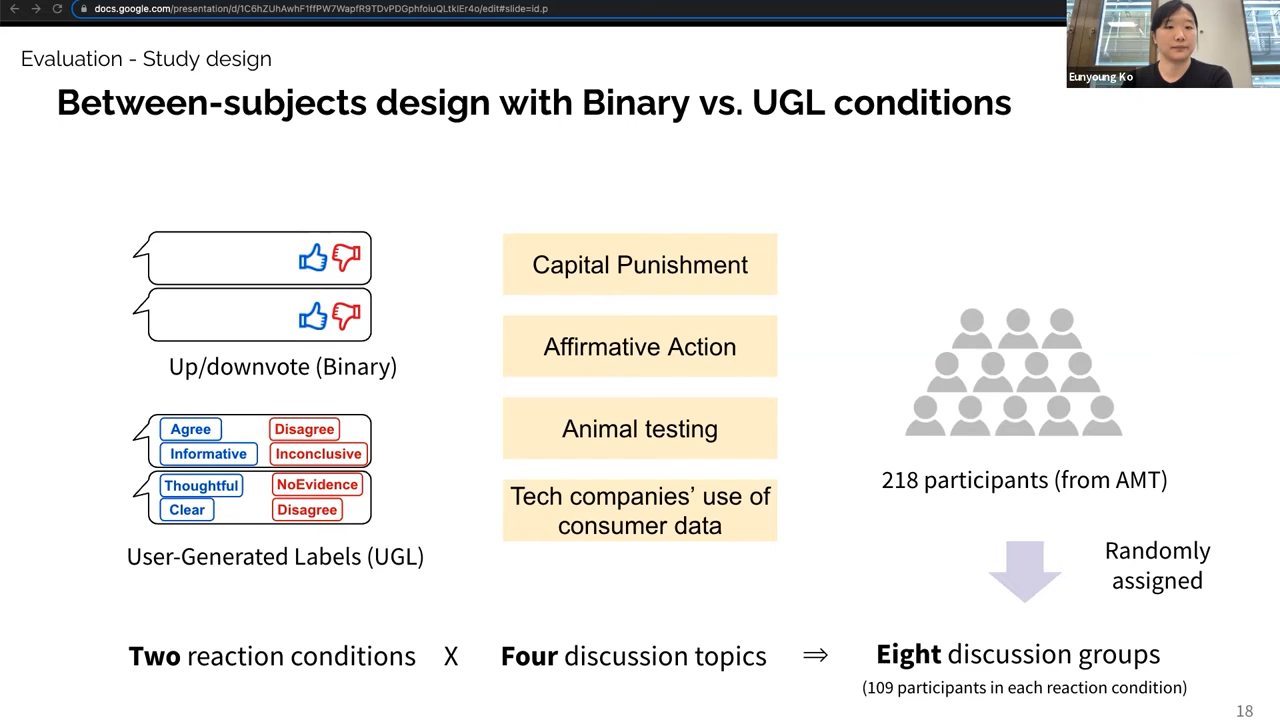 docs.google.com/presentation/d/1C6hZUhAwhF1ffPW7WapfR9TDvPDGphfoiuQLtklEr4o/edit#slide=id.p
Eunyoung Ko
Evaluation - Study design
Between-subjects design with Binary vs. UGL conditions
Up/downvote (Binary)
Agree
Disagree
Informative
Inconclusive
Thoughtful
NoEvidence
Clear
Disagree
User-Generated Labels (UGL)
Capital Punishment
Affirmative Action
Animal testing
Tech companies’ use of
consumer data
218 participants (from AMT)
Randomly
assigned
Two reaction conditions X Four discussion topics ⇒ Eight discussion groups
(109 participants in each reaction condition)
18